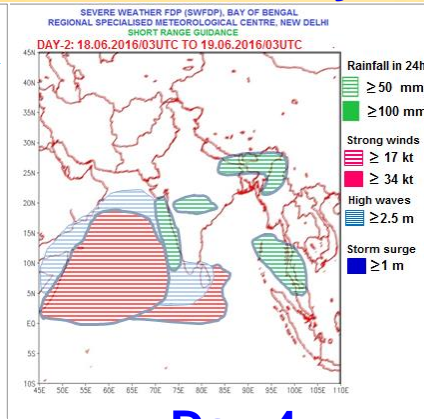 SEVERE WEATHER FDP (SWFDP), BAY OF BENGAL
REGIONAL SPECIALISED METEOROLOGICAL CENTRE, NEW DELHI
SHORT RANGE GUIDANCE
DAY-2: 18.06.2016/03UTC TO 19.06.2016/03UTC
45N
40N
35N
30N
25N
20N
15N
10N
5N
EQ
5S
10S
45E 50E 55E 60E 65E 70E 75E 80E 85E 90E 95E 100E 105E 110E
Rainfall in 24h
≥50 mm
≥100 mm
Strong winds
≥ 17 kt
≥ 34 kt
High waves
≥2.5 m
Storm surge
≥1 m